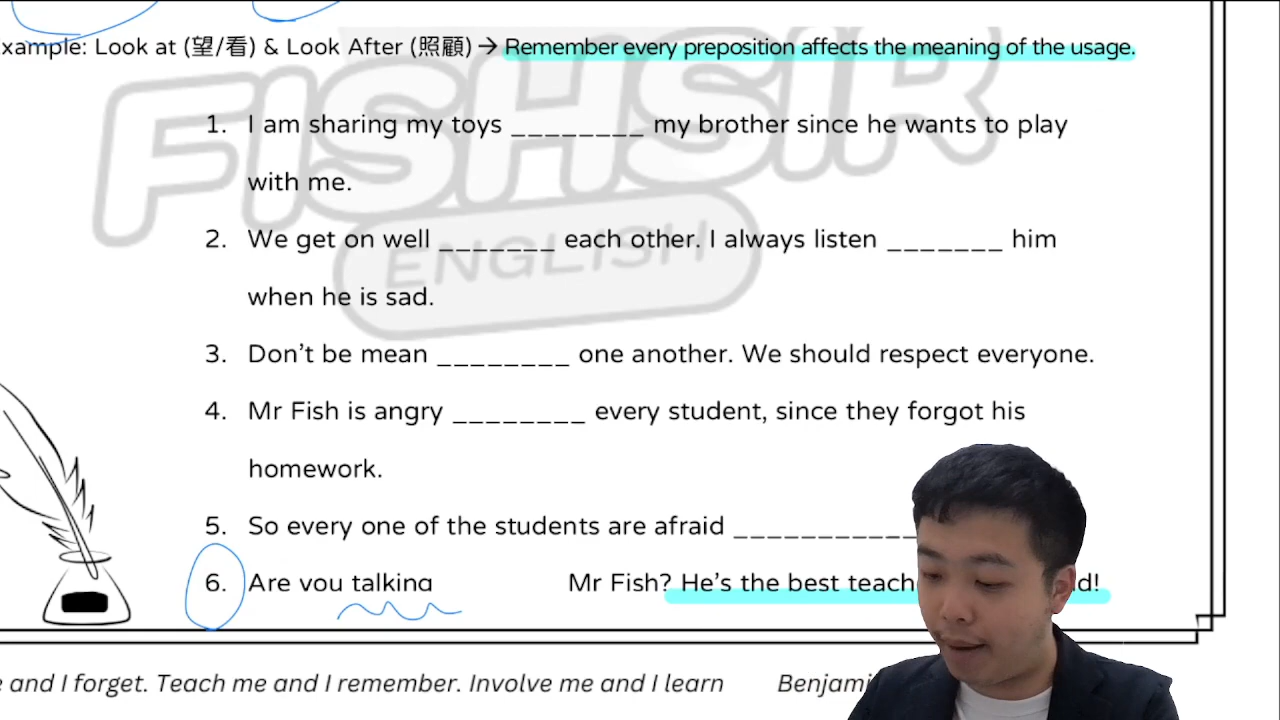 Example: Look at (望/看) & Look After (照顧) → Remember every preposition affects the meaning of the usage.
FISHSIR
ENGLISH
1. I am sharing my toys ________ my brother since he wants to play
with me.
2. We get on well _______ each other. I always listen _______ him
when he is sad.
3. Don't be mean ________ one another. We should respect everyone.
4. Mr Fish is angry ________ every student, since they forgot his
homework.
5. So every one of the students are afraid ___________
6. Are you talking Mr Fish? He's the best teach d!
e and I forget. Teach me and I remember. Involve me and I learn Benjami